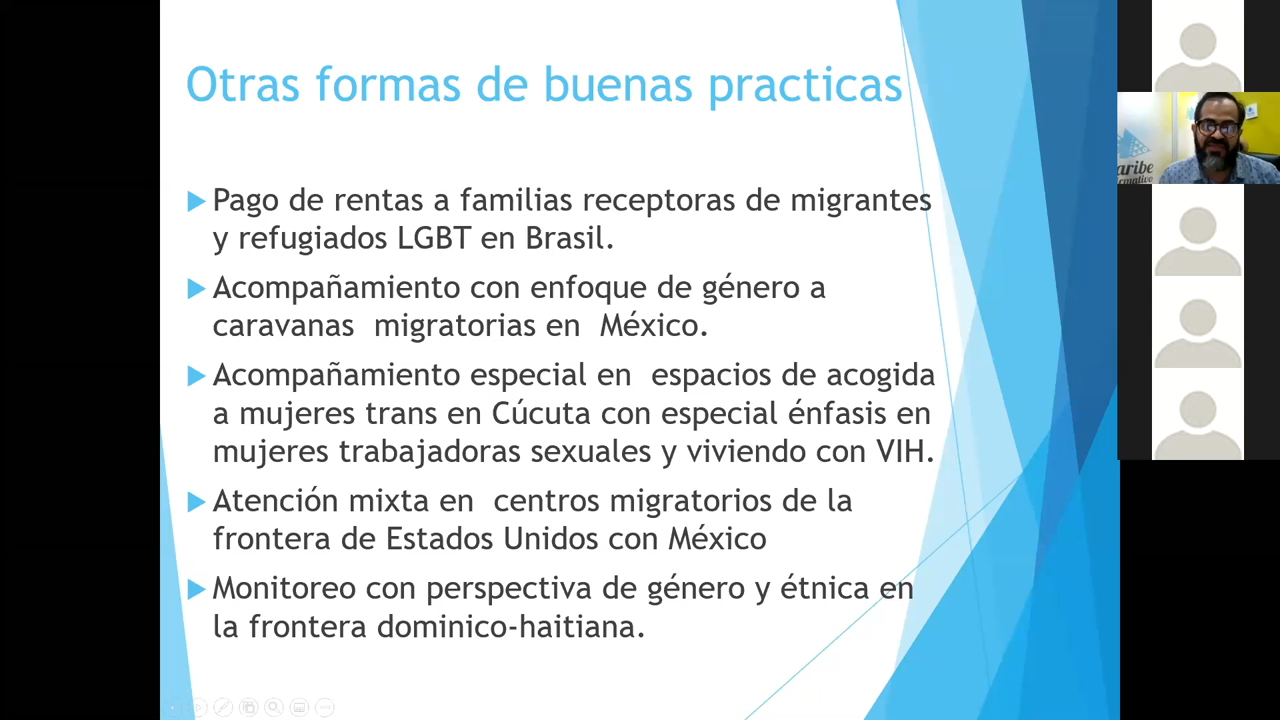 Otras formas de buenas practicas
Pago de rentas a familias receptoras de migrantes
y refugiados LGBT en Brasil.
Acompañamiento con enfoque de género a
caravanas migratorias en México.
Acompañamiento especial en espacios de acogida
a mujeres trans en Cúcuta con especial énfasis en
mujeres trabajadoras sexuales y viviendo con VIH.
Atención mixta en centros migratorios de la
frontera de Estados Unidos con México
Monitoreo con perspectiva de género y étnica en
la frontera dominico-haitiana.
aribe
rmativo